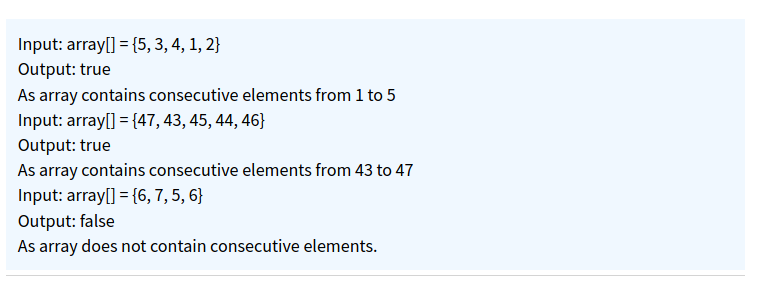 Input: array[] = {5, 3, 4, 1, 2}
Output: true
As array contains consecutive elements from 1 to 5
Input: array[] = {47, 43, 45, 44, 46}
Output: true
As array contains consecutive elements from 43 to 47
Input: array[] = {6, 7, 5, 6}
Output: false
As array does not contain consecutive elements.